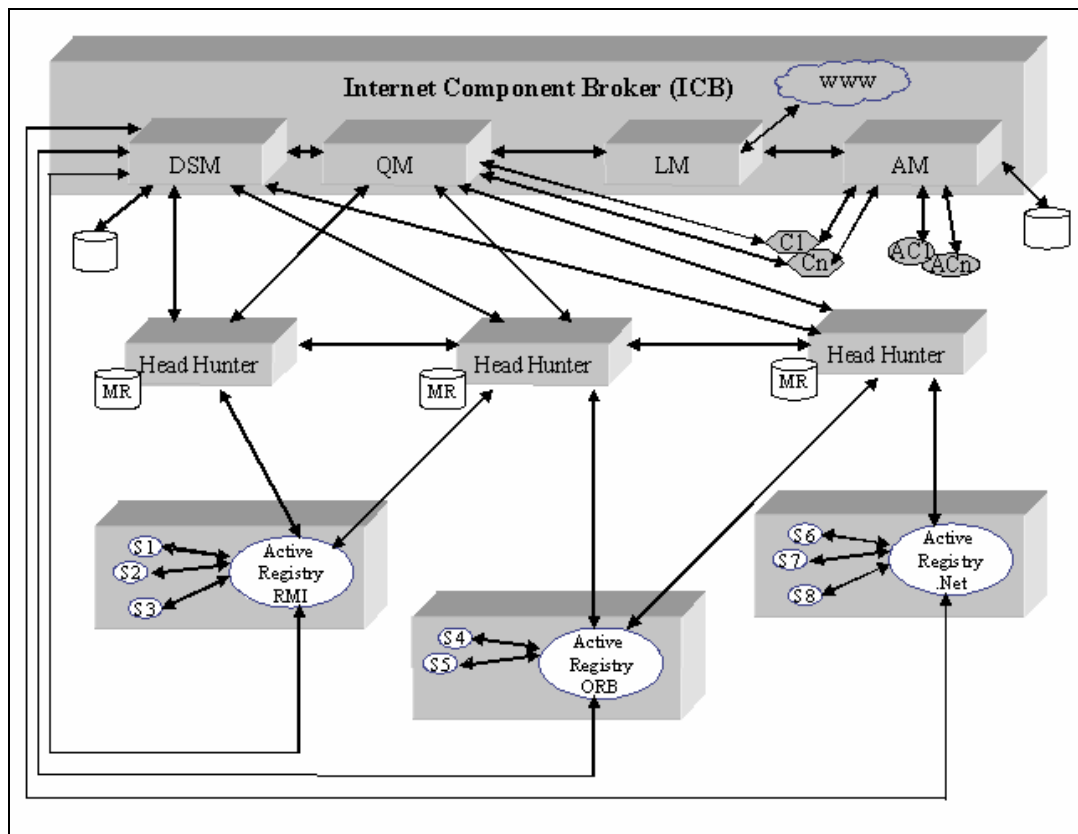 Internet Component Broker (ICB)
WWW
DSM
QM
LM
AM
C1
Cn
AC1
ACn
Head Hunter
MR
Head Hunter
MR
Head Hunter
MR
S1
S2
S3
Active
Registry
RMI
S4
S5
Active
Registry
ORB
S6
S7
S8
Active
Registry
.Net